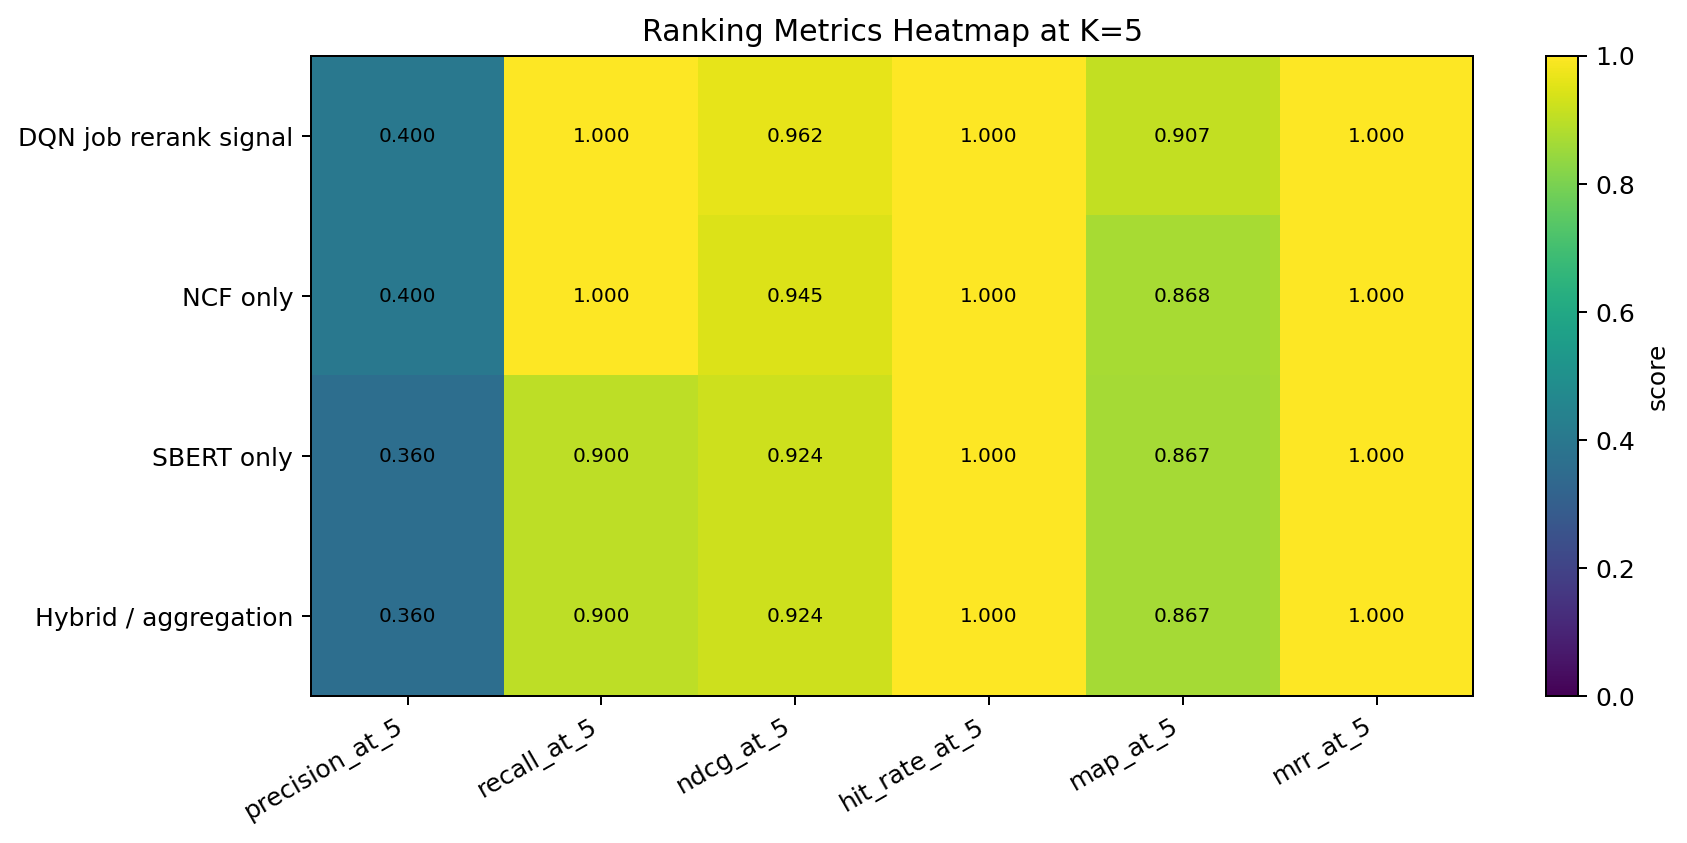 Ranking Metrics Heatmap at K=5
DQN job rerank signal 0.400 1.000 0.962 1.000 0.907 1.000
NCF only 0.400 1.000 0.945 1.000 0.868 1.000
SBERT only 0.360 0.900 0.924 1.000 0.867 1.000
Hybrid / aggregation 0.360 0.900 0.924 1.000 0.867 1.000
precision_at_5 recall_at_5 ndcg_at_5 hit_rate_at_5 map_at_5 mrr_at_5
1.0
0.8
0.6
0.4
0.2
0.0
score